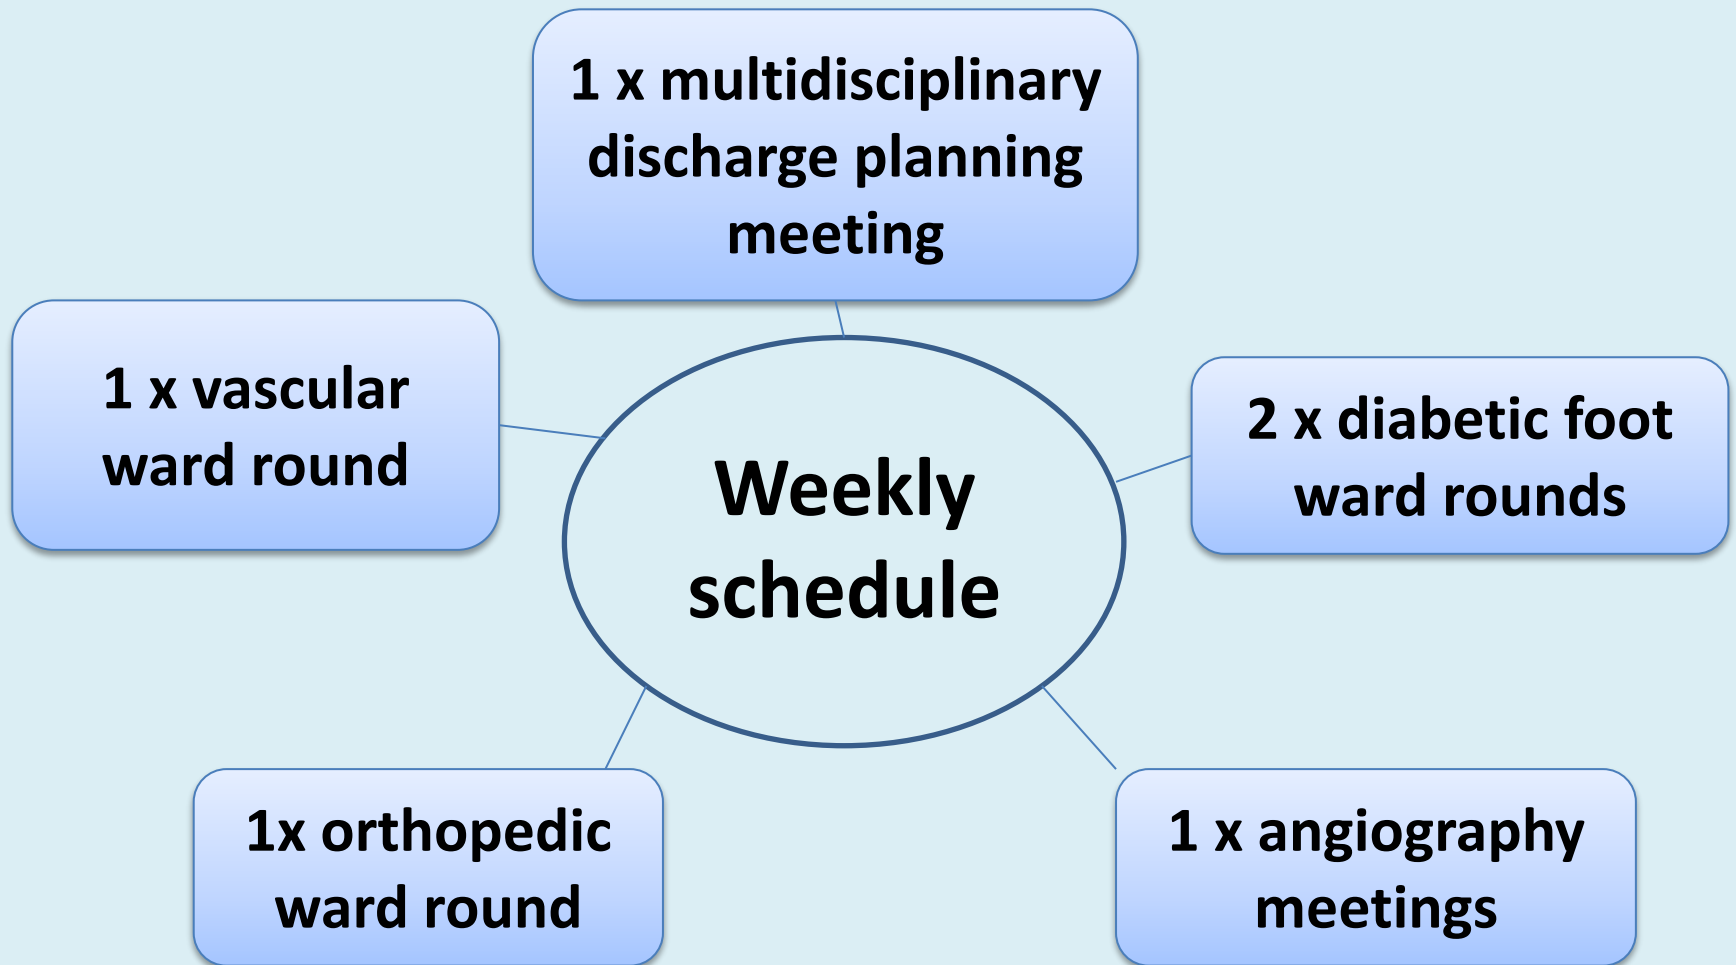 1 x multidisciplinary
discharge planning
meeting
1 x vascular
ward round
2 x diabetic foot
ward rounds
Weekly
schedule
1x orthopedic
ward round
1 x angiography
meetings